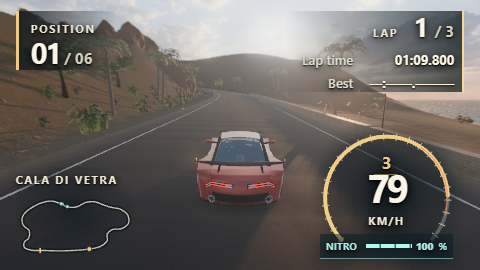 POSITION
01 / 06
LAP 1 / 3
Lap time 01:09.800
Best --:--.---
CALA DI VETRA
3
79
KM/H
NITRO 100 %